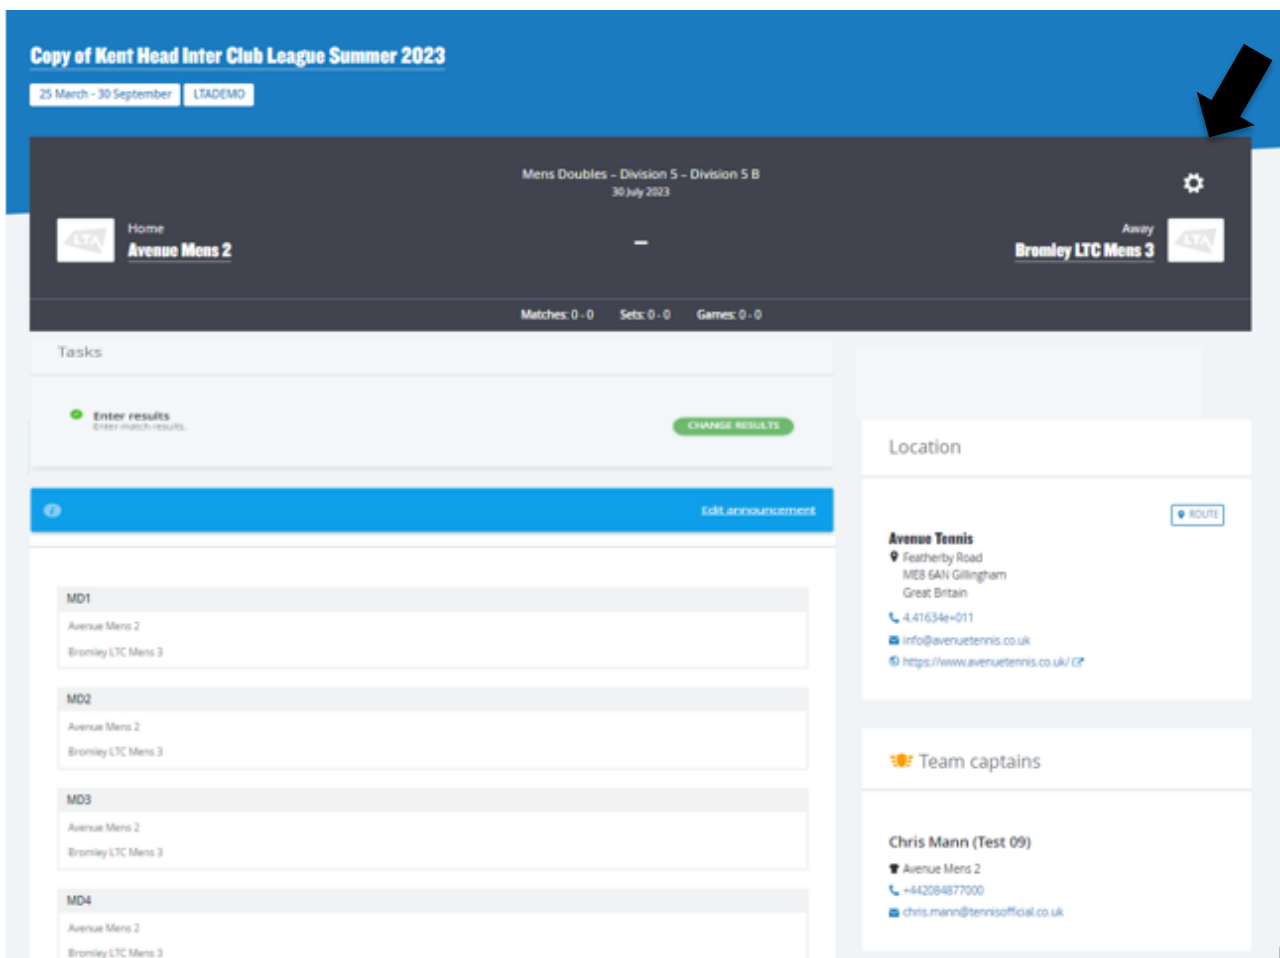 Copy of Kent Head Inter Club League Summer 2023
25 March - 30 September LTADEMO
Mens Doubles – Division 5 – Division 5 B
30 July 2023
LTA
Home
Avenue Mens 2
–
Away
Bromley LTC Mens 3
LTA
Matches: 0 - 0 Sets: 0 - 0 Games: 0 - 0
Tasks
Enter results
Enter match results.
CHANGE RESULTS
Edit announcement
MD1
Avenue Mens 2
Bromley LTC Mens 3
MD2
Avenue Mens 2
Bromley LTC Mens 3
MD3
Avenue Mens 2
Bromley LTC Mens 3
MD4
Avenue Mens 2
Bromley LTC Mens 3
Location
ROUTE
Avenue Tennis
Featherby Road
ME8 6AN Gillingham
Great Britain
4.41634e+011
info@avenuetennis.co.uk
https://www.avenuetennis.co.uk/
Team captains
Chris Mann (Test 09)
Avenue Mens 2
+442084877000
chris.mann@tennisofficial.co.uk